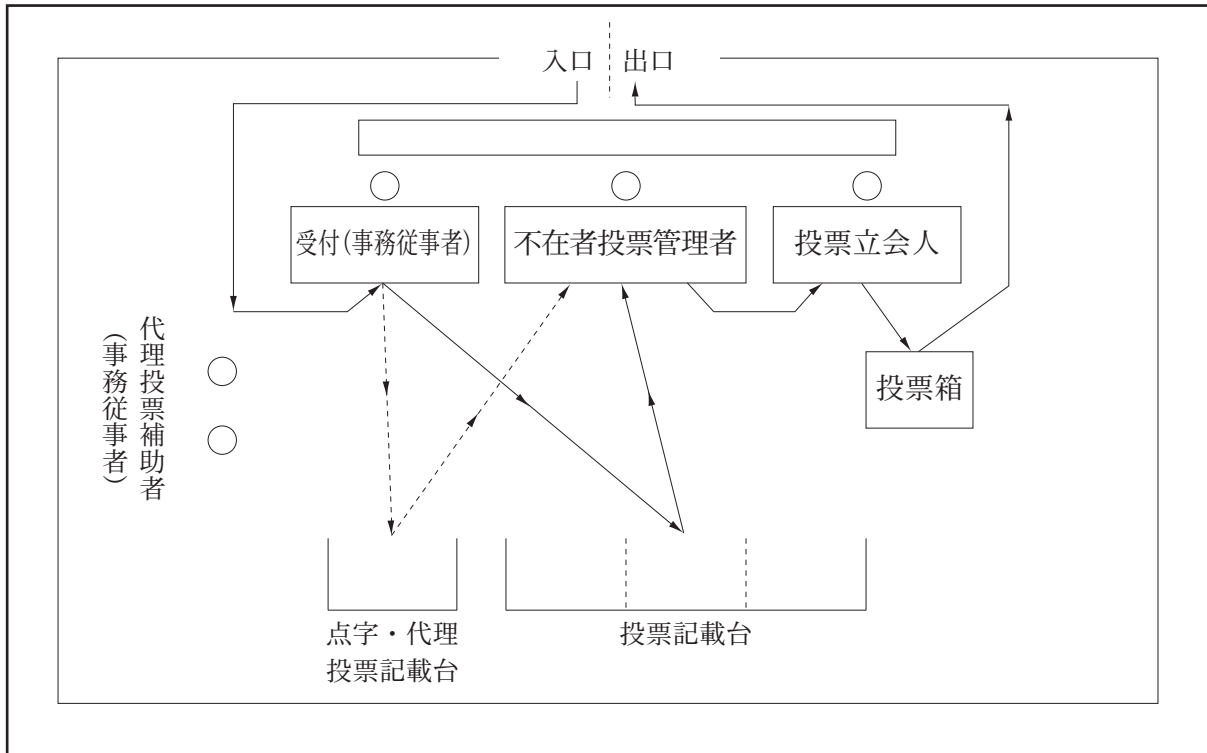 入口
出口
受付(事務従事者)
不在者投票管理者
投票立会人
投票箱
代理投票補助者
(事務従事者)
点字・代理
投票記載台
投票記載台